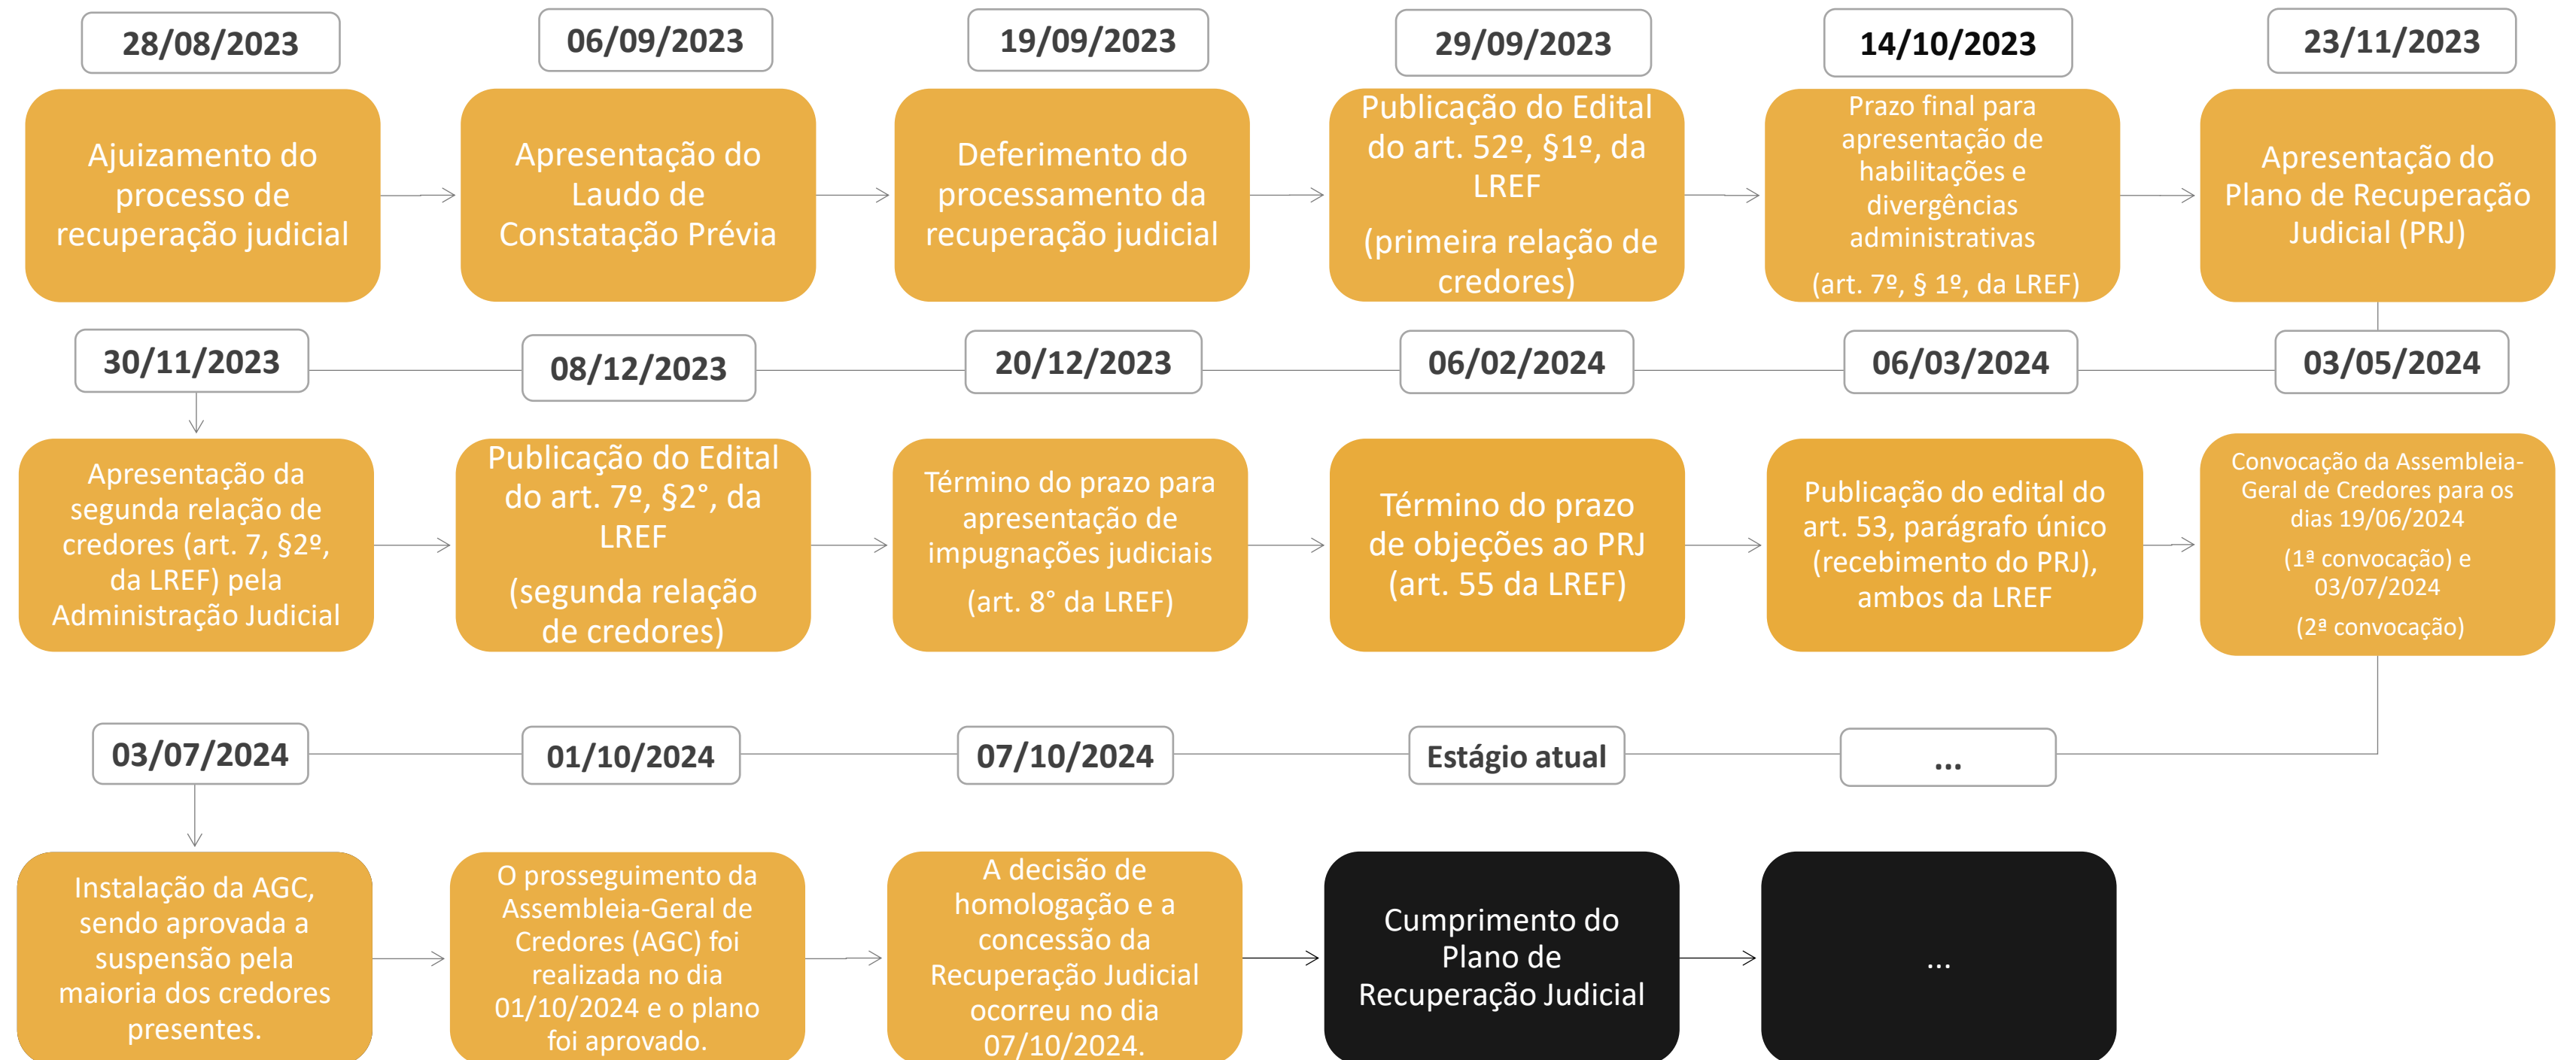 28/08/2023
06/09/2023
19/09/2023
29/09/2023
14/10/2023
23/11/2023
Ajuizamento do
processo de
recuperação judicial
Apresentação do
Laudo de
Constatação Prévia
Deferimento do
processamento da
recuperação judicial
Publicação do Edital
do art. 52º, §1º, da
LREF
(primeira relação de
credores)
Prazo final para
apresentação de
habilitações e
divergências
administrativas
(art. 7º, § 1º, da LREF)
Apresentação do
Plano de Recuperação
Judicial (PRJ)
30/11/2023
08/12/2023
20/12/2023
06/02/2024
06/03/2024
03/05/2024
Apresentação da
segunda relação de
credores (art. 7, §2º,
da LREF) pela
Administração Judicial
Publicação do Edital
do art. 7º, §2°, da
LREF
(segunda relação
de credores)
Término do prazo para
apresentação de
impugnações judiciais
(art. 8° da LREF)
Término do prazo
de objeções ao PRJ
(art. 55 da LREF)
Publicação do edital do
art. 53, parágrafo único
(recebimento do PRJ),
ambos da LREF
Convocação da Assembleia-
Geral de Credores para os
dias 19/06/2024
(1ª convocação) e
03/07/2024
(2ª convocação)
03/07/2024
01/10/2024
07/10/2024
Estágio atual
...
Instalação da AGC,
sendo aprovada a
suspensão pela
maioria dos credores
presentes.
O prosseguimento da
Assembleia-Geral de
Credores (AGC) foi
realizada no dia
01/10/2024 e o plano
foi aprovado.
A decisão de
homologação e a
concessão da
Recuperação Judicial
ocorreu no dia
07/10/2024.
Cumprimento do
Plano de
Recuperação Judicial
...